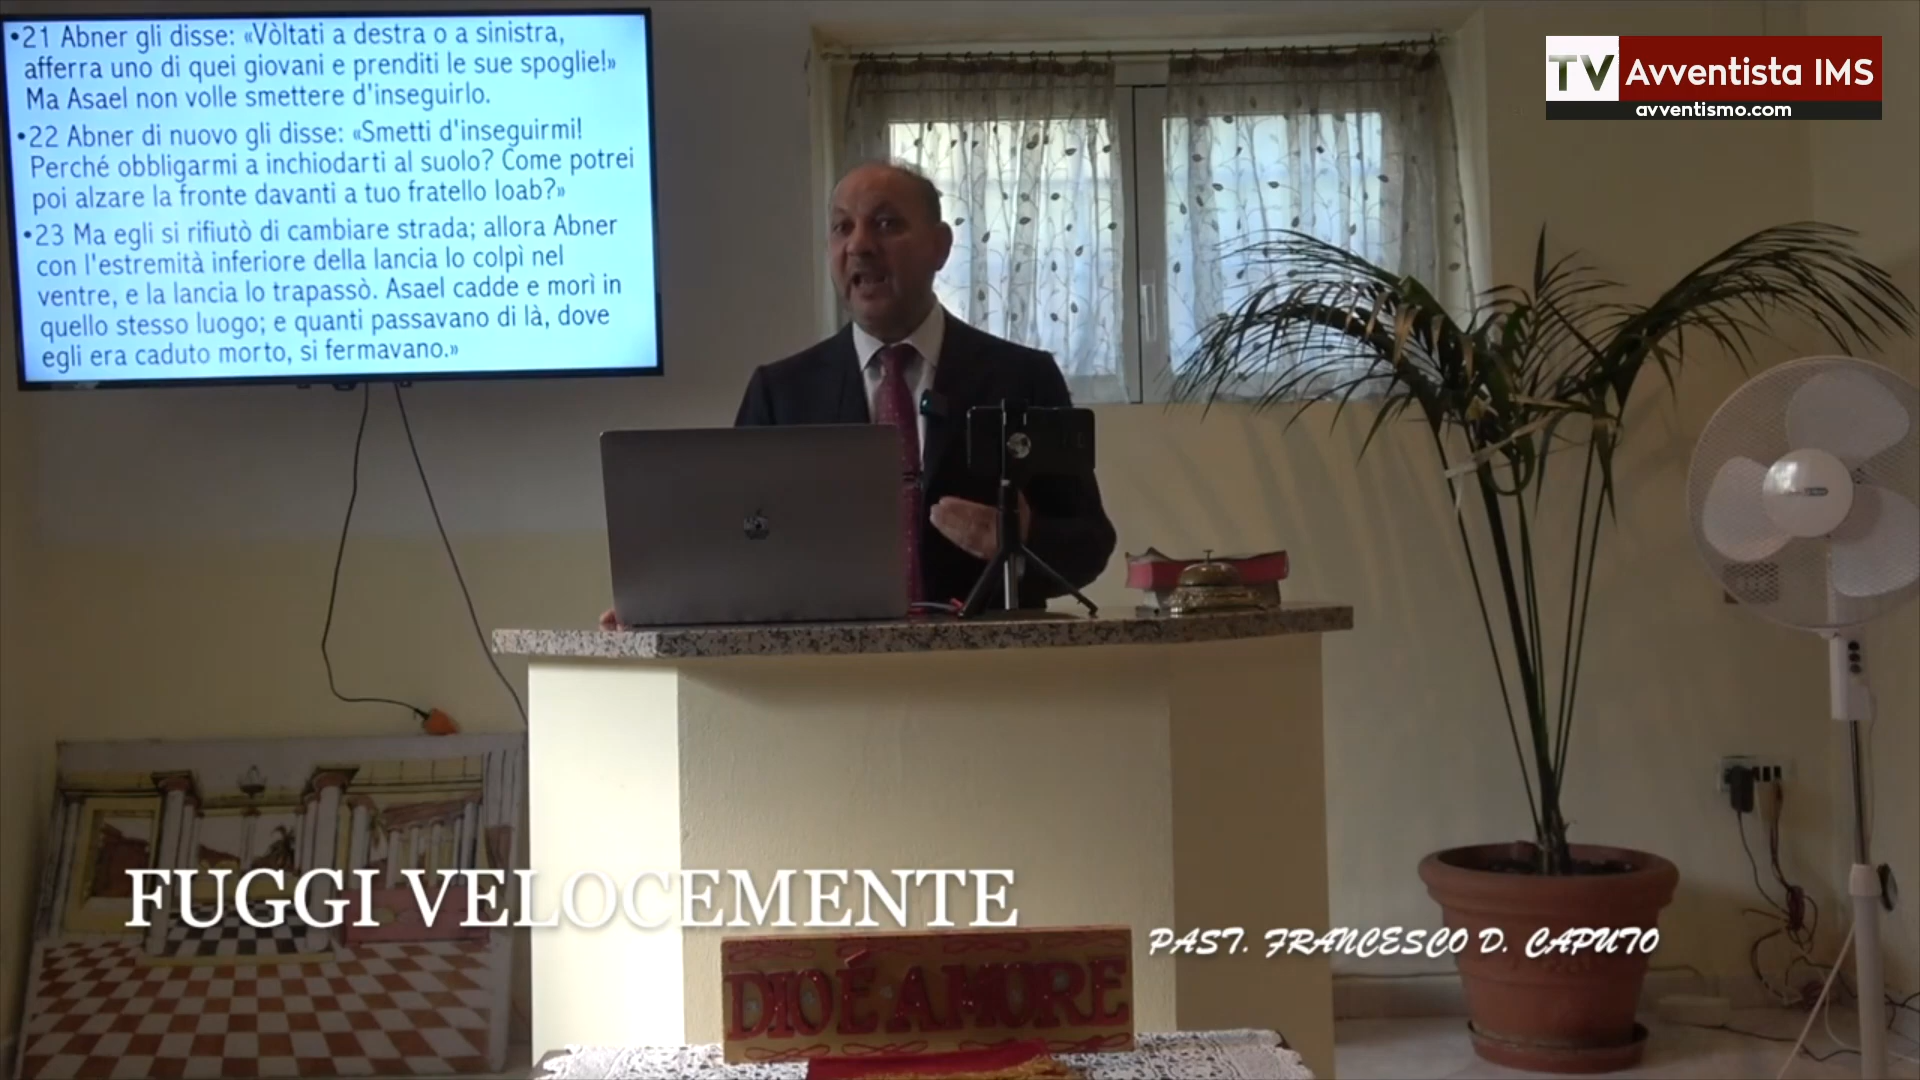 •21 Abner gli disse: «Vòltati a destra o a sinistra,
afferra uno di quei giovani e prenditi le sue spoglie!»
Ma Asael non volle smettere d'inseguirlo.
•22 Abner di nuovo gli disse: «Smetti d'inseguirmi!
Perché obbligarmi a inchiodarti al suolo? Come potrei
poi alzare la fronte davanti a tuo fratello Ioab?»
•23 Ma egli si rifiutò di cambiare strada; allora Abner
con l'estremità inferiore della lancia lo colpì nel
ventre, e la lancia lo trapassò. Asael cadde e morì in
quello stesso luogo; e quanti passavano di là, dove
egli era caduto morto, si fermavano.»
TV Avventista IMS
avventismo.com
FUGGI VELOCEMENTE
PAST. FRANCESCO D. CAPUTO
DIO É AMORE